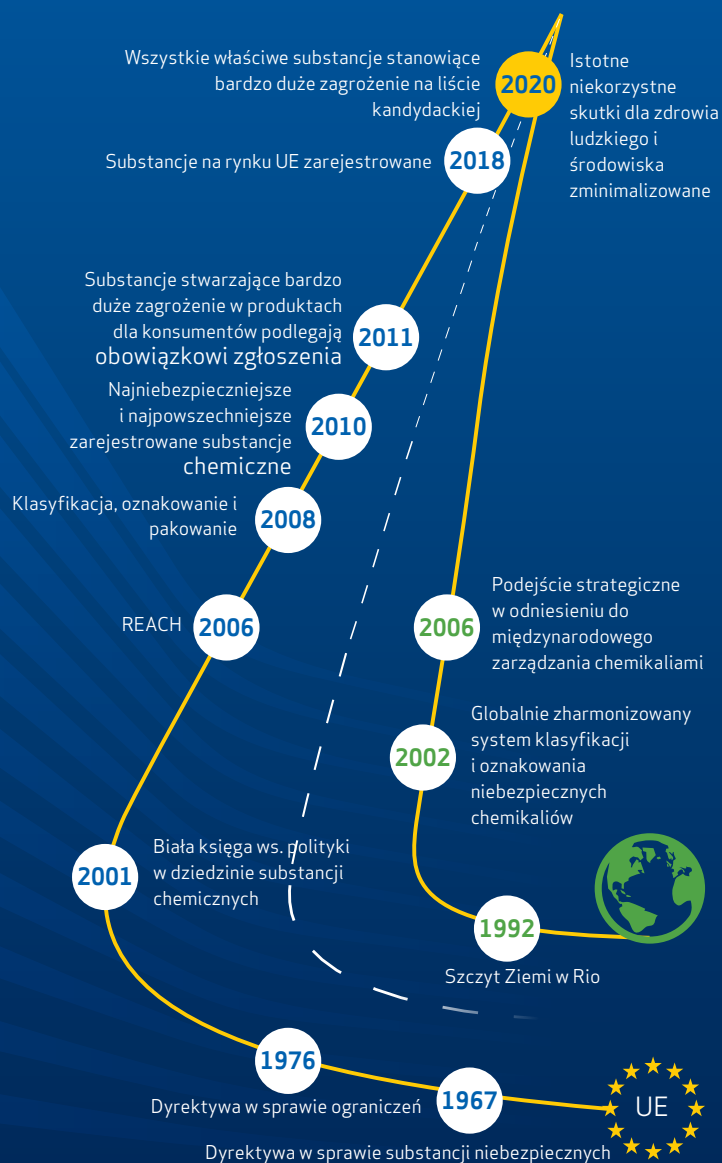 Wszystkie właściwe substancje stanowiące
bardzo duże zagrożenie na liście
kandydackiej
2020
Istotne
niekorzystne
skutki dla zdrowia
ludzkiego i
środowiska
zminimalizowane
Substancje na rynku UE zarejestrowane
2018
Substancje stwarzające bardzo
duże zagrożenie w produktach
dla konsumentów podlegają
obowiązkowi zgłoszenia
2011
Najniebezpieczniejsze
i najpowszechniejsze
zarejestrowane substancje
chemiczne
2010
Klasyfikacja, oznakowanie i
pakowanie
2008
REACH
2006
2006
Podejście strategiczne
w odniesieniu do
międzynarodowego
zarządzania chemikaliami
2002
Globalnie zharmonizowany
system klasyfikacji
i oznakowania
niebezpiecznych
chemikaliów
2001
Biała księga ws. polityki
w dziedzinie substancji
chemicznych
1992
Szczyt Ziemi w Rio
1976
Dyrektywa w sprawie ograniczeń
1967
Dyrektywa w sprawie substancji niebezpiecznych
UE